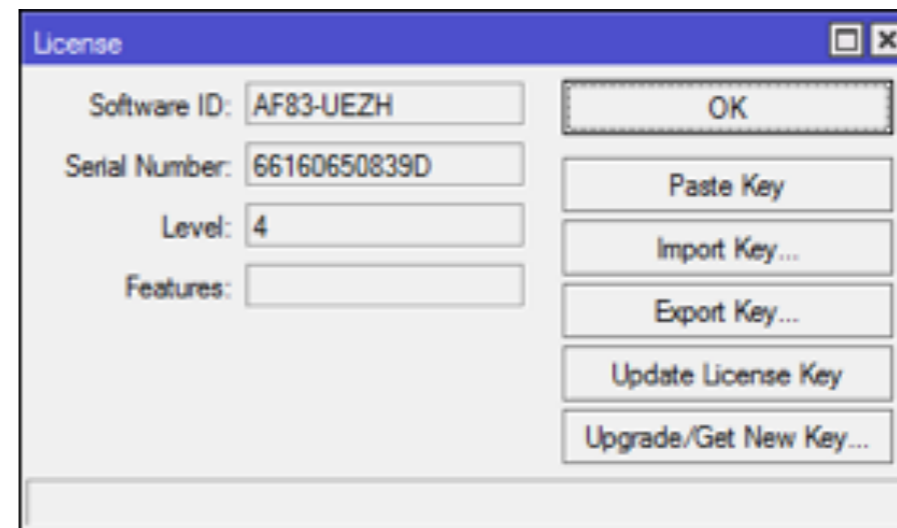 License
Software ID: AF83-UEZH
Serial Number: 66160650839D
Level: 4
Features:
OK
Paste Key
Import Key...
Export Key...
Update License Key
Upgrade/Get New Key...